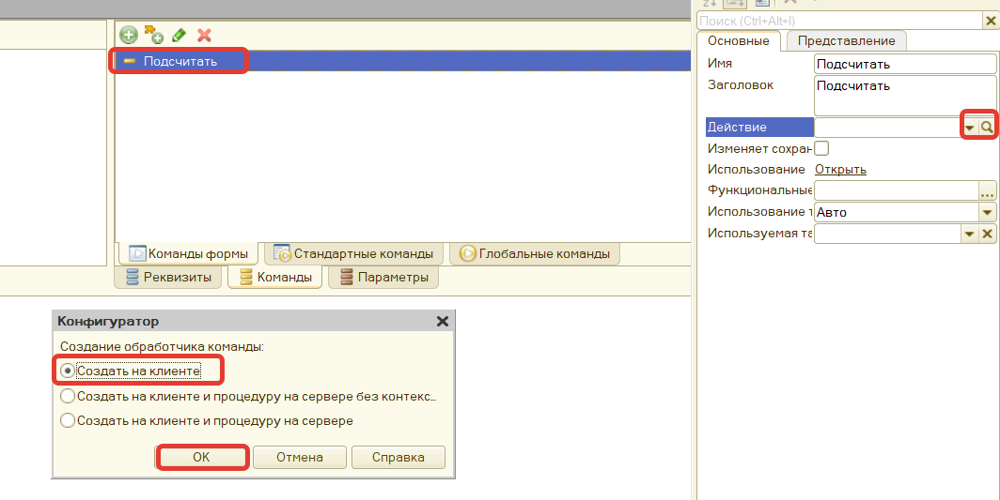 Подсчитать
Команды формы
Стандартные команды
Глобальные команды
Реквизиты
Команды
Параметры
Конфигуратор
Создание обработчика команды:
Создать на клиенте
Создать на клиенте и процедуру на сервере без контекс...
Создать на клиенте и процедуру на сервере
OK
Отмена
Справка
Поиск (Ctrl+Alt+I)
Основные
Представление
Имя
Подсчитать
Заголовок
Подсчитать
Действие
Изменяет сохран
Использование
Открыть
Функциональные
...
Использование т
Авто
Используемая та